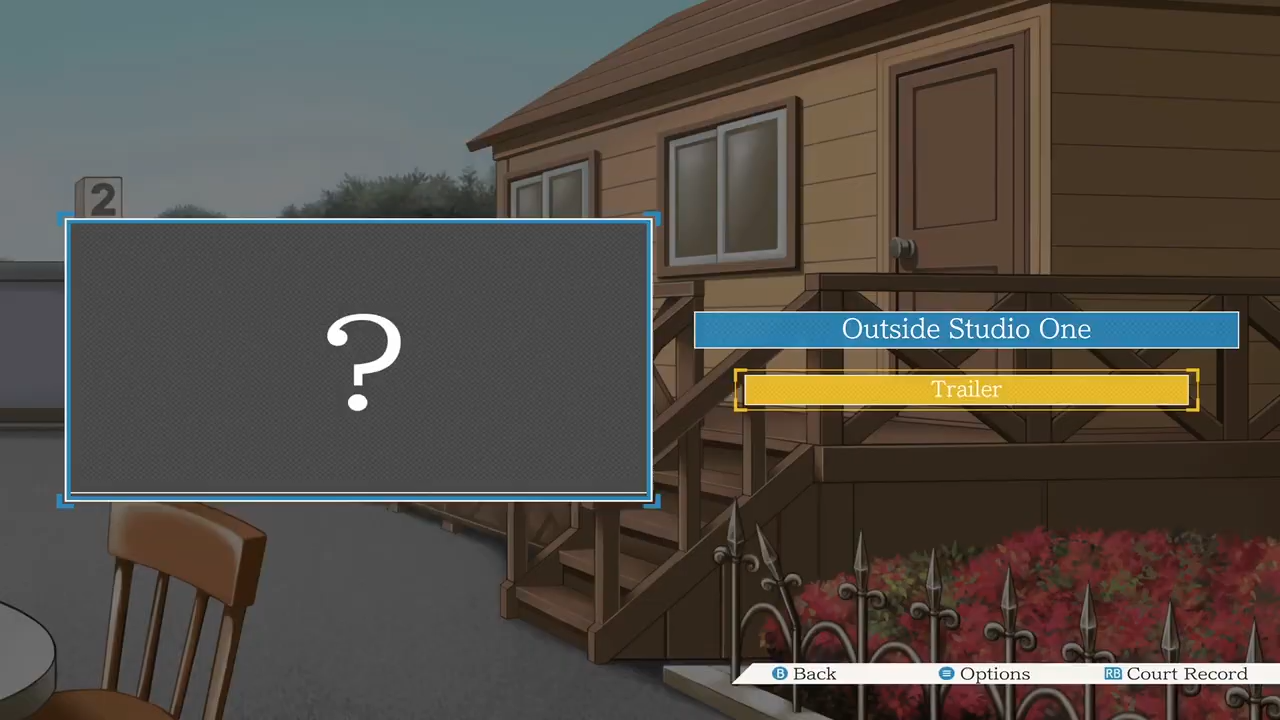 2
?
Outside Studio One
Trailer
B Back
Options
RB Court Record